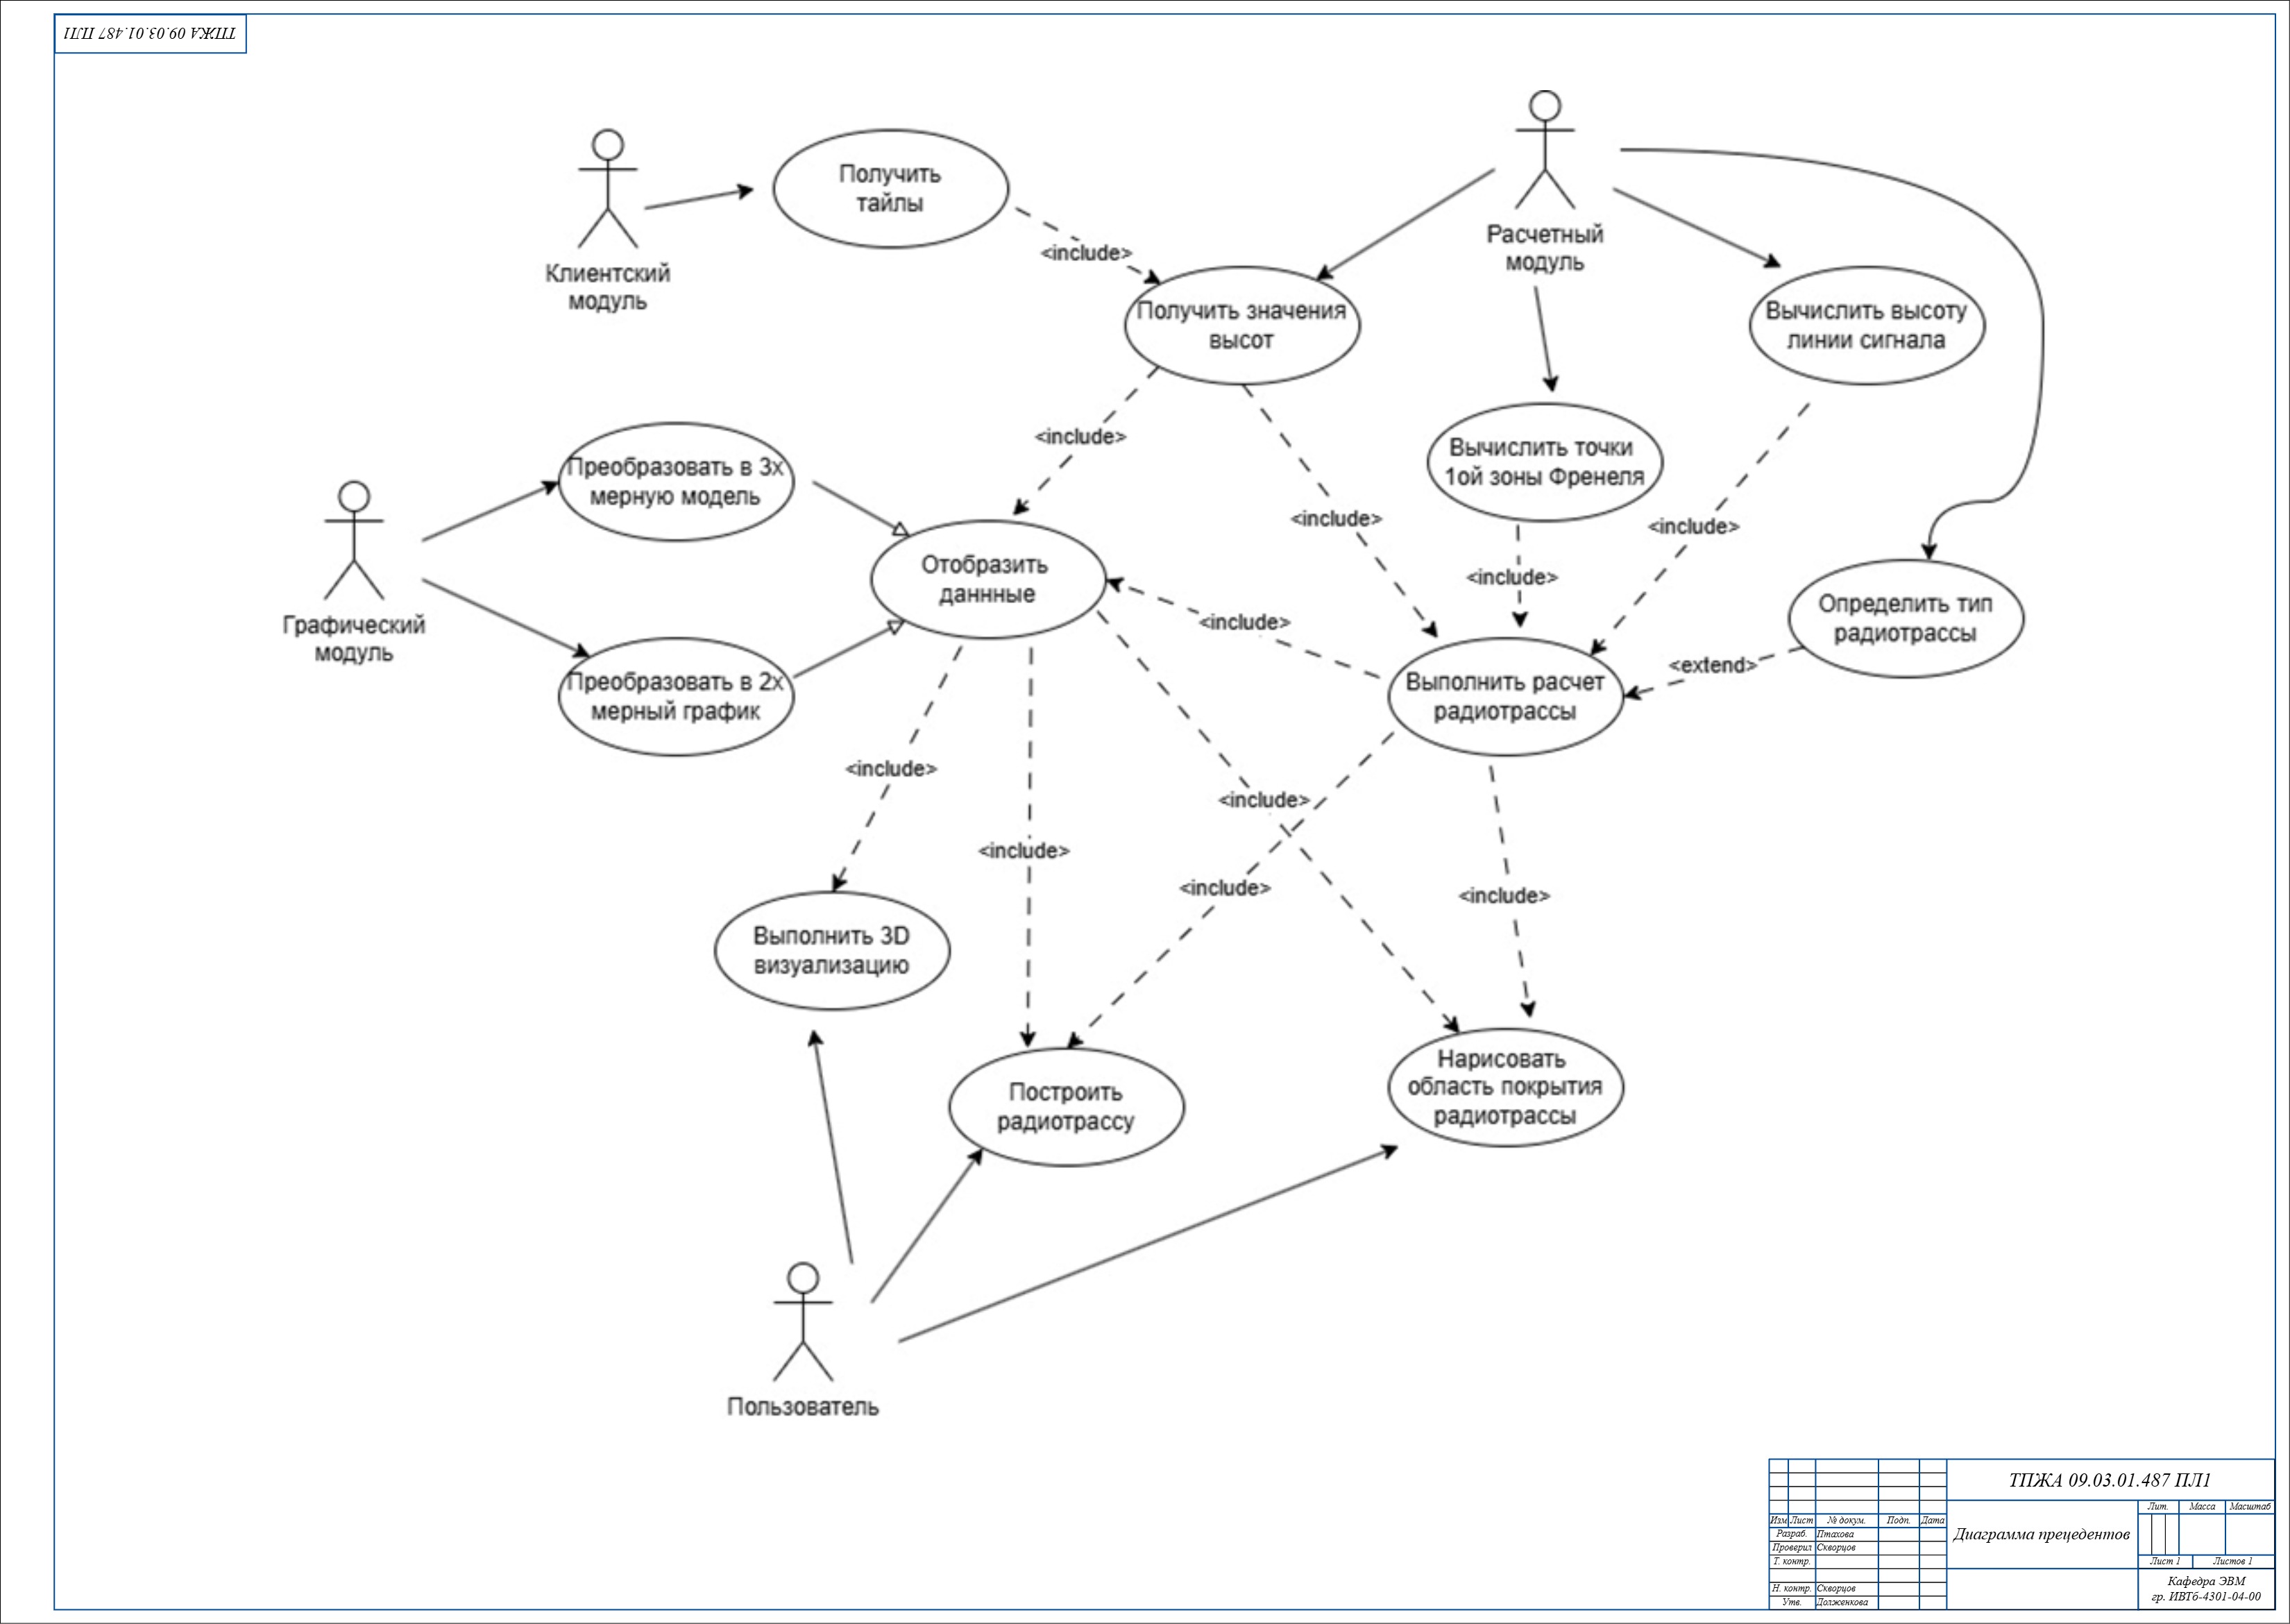 ТПЖА 09.03.01.487 ПЛ1
Получить
тайлы
<include>
Клиентский
модуль
Расчетный
модуль
Получить значения
высот
Вычислить высоту
линии сигнала
<include>
Вычислить точки
1ой зоны Френеля
Преобразовать в 3х
мерную модель
<include>
<include>
Графический
модуль
Отобразить
даннные
<include>
<include>
Определить тип
радиотрассы
<extend>
Преобразовать в 2х
мерный график
Выполнить расчет
радиотрассы
<include>
<include>
<include>
<include>
<include>
Выполнить 3D
визуализацию
Построить
радиотрассу
Нарисовать
область покрытия
радиотрассы
Пользователь
ТПЖА 09.03.01.487 ПЛ1
Лит. Масса Масштаб
Изм Лист № докум. Подп. Дата
Разраб. Птахова
Проверил Скворцов
Т. контр.
Н. контр. Скворцов
Утв. Долженкова
Диаграмма прецедентов
Лист 1 Листов 1
Кафедра ЭВМ
гр. ИВТб-4301-04-00